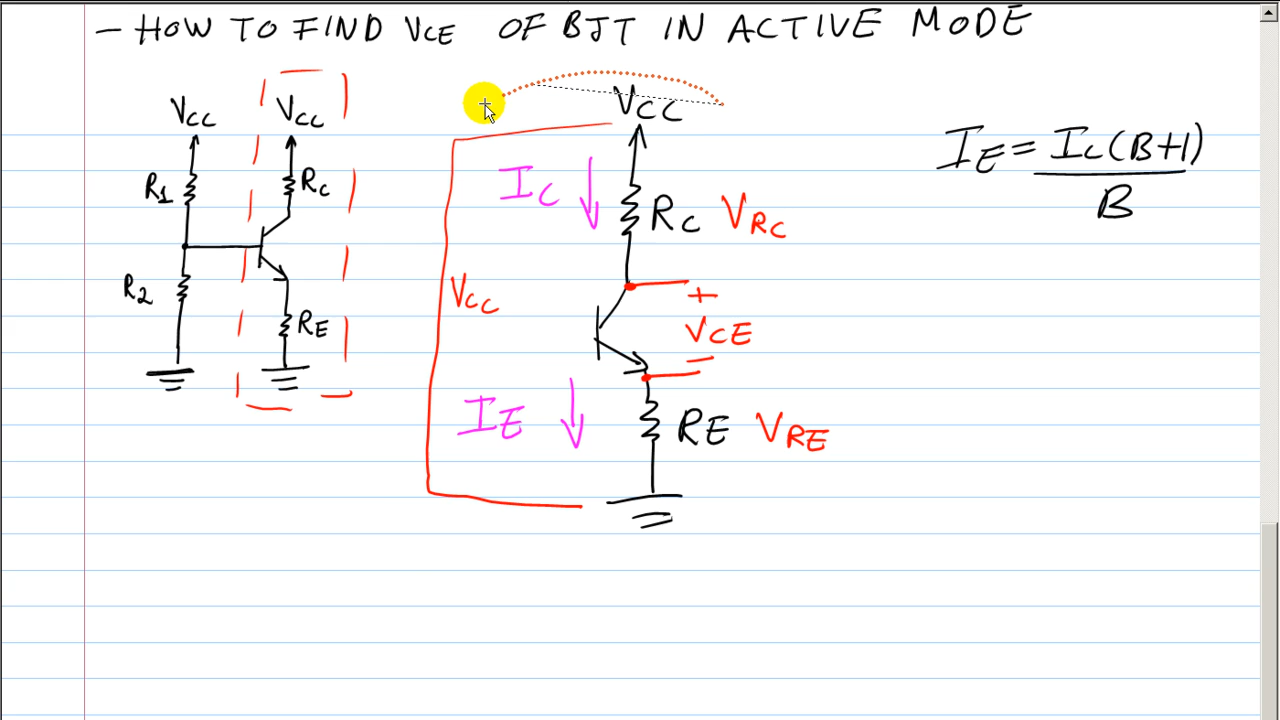 - HOW TO FIND VCE OF BJT IN ACTIVE MODE
VCC
VCC
R1
RC
R2
RE
VCC
IC
RC
VRC
VCC
+
VCE
-
IE
RE
VRE
IE = IC(B+1)
B